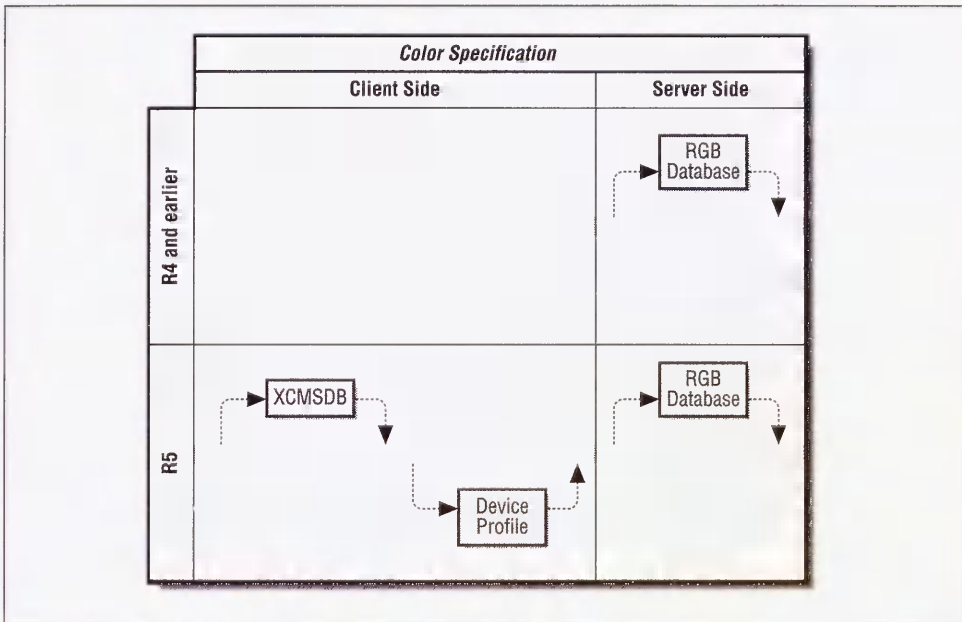 Color Specification
Client Side
Server Side
R4 and earlier
RGB
Database
R5
XCMSDB
Device
Profile
RGB
Database